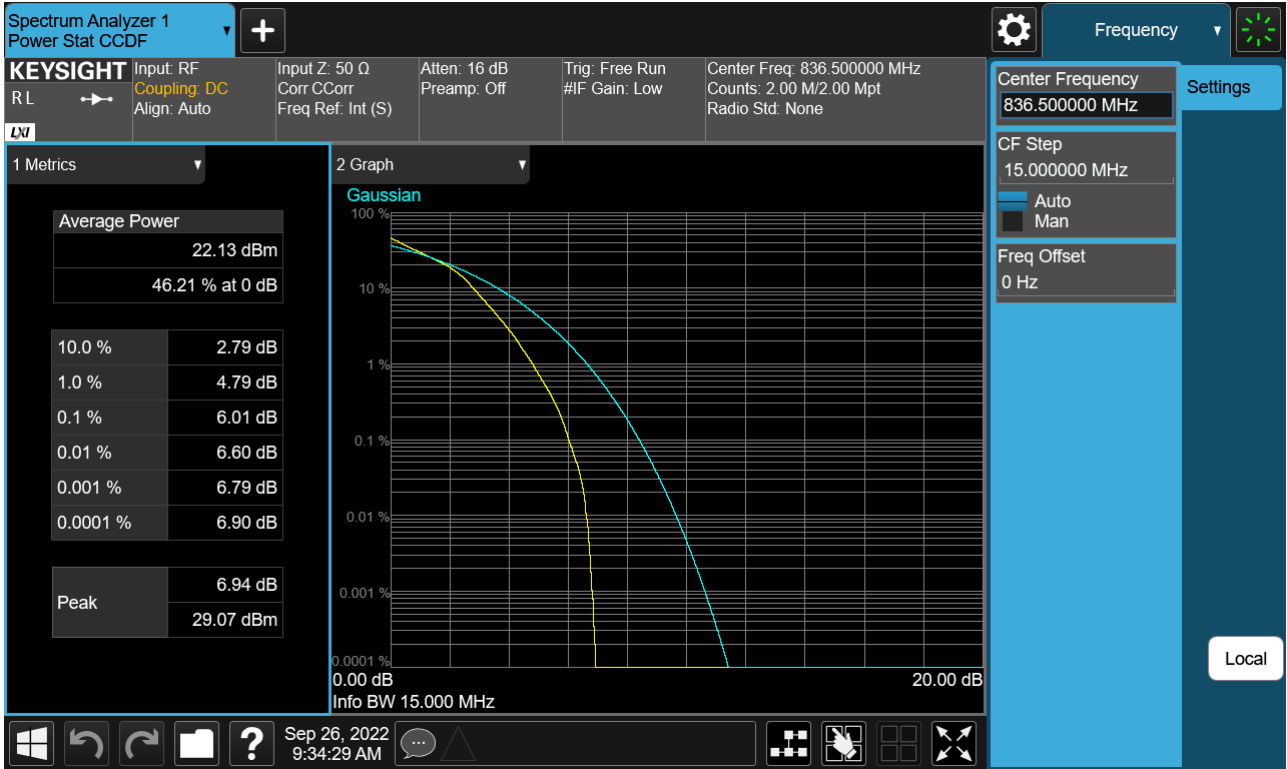 Spectrum Analyzer 1
Power Stat CCDF
+
Frequency
KEYSIGHT
R L
LXI
Input: RF
Coupling: DC
Align: Auto
Input Z: 50 Ω
Corr CCorr
Freq Ref: Int (S)
Atten: 16 dB
Preamp: Off
Trig: Free Run
#IF Gain: Low
Center Freq: 836.500000 MHz
Counts: 2.00 M/2.00 Mpt
Radio Std: None
Center Frequency
836.500000 MHz
Settings
CF Step
15.000000 MHz
Auto
Man
Freq Offset
0 Hz
Local
1 Metrics
Average Power
22.13 dBm
46.21 % at 0 dB
10.0 % 2.79 dB
1.0 % 4.79 dB
0.1 % 6.01 dB
0.01 % 6.60 dB
0.001 % 6.79 dB
0.0001 % 6.90 dB
Peak
6.94 dB
29.07 dBm
2 Graph
Gaussian
100 %
10 %
1 %
0.1 %
0.01 %
0.001 %
0.0001 %
0.00 dB 20.00 dB
Info BW 15.000 MHz
?
Sep 26, 2022
9:34:29 AM